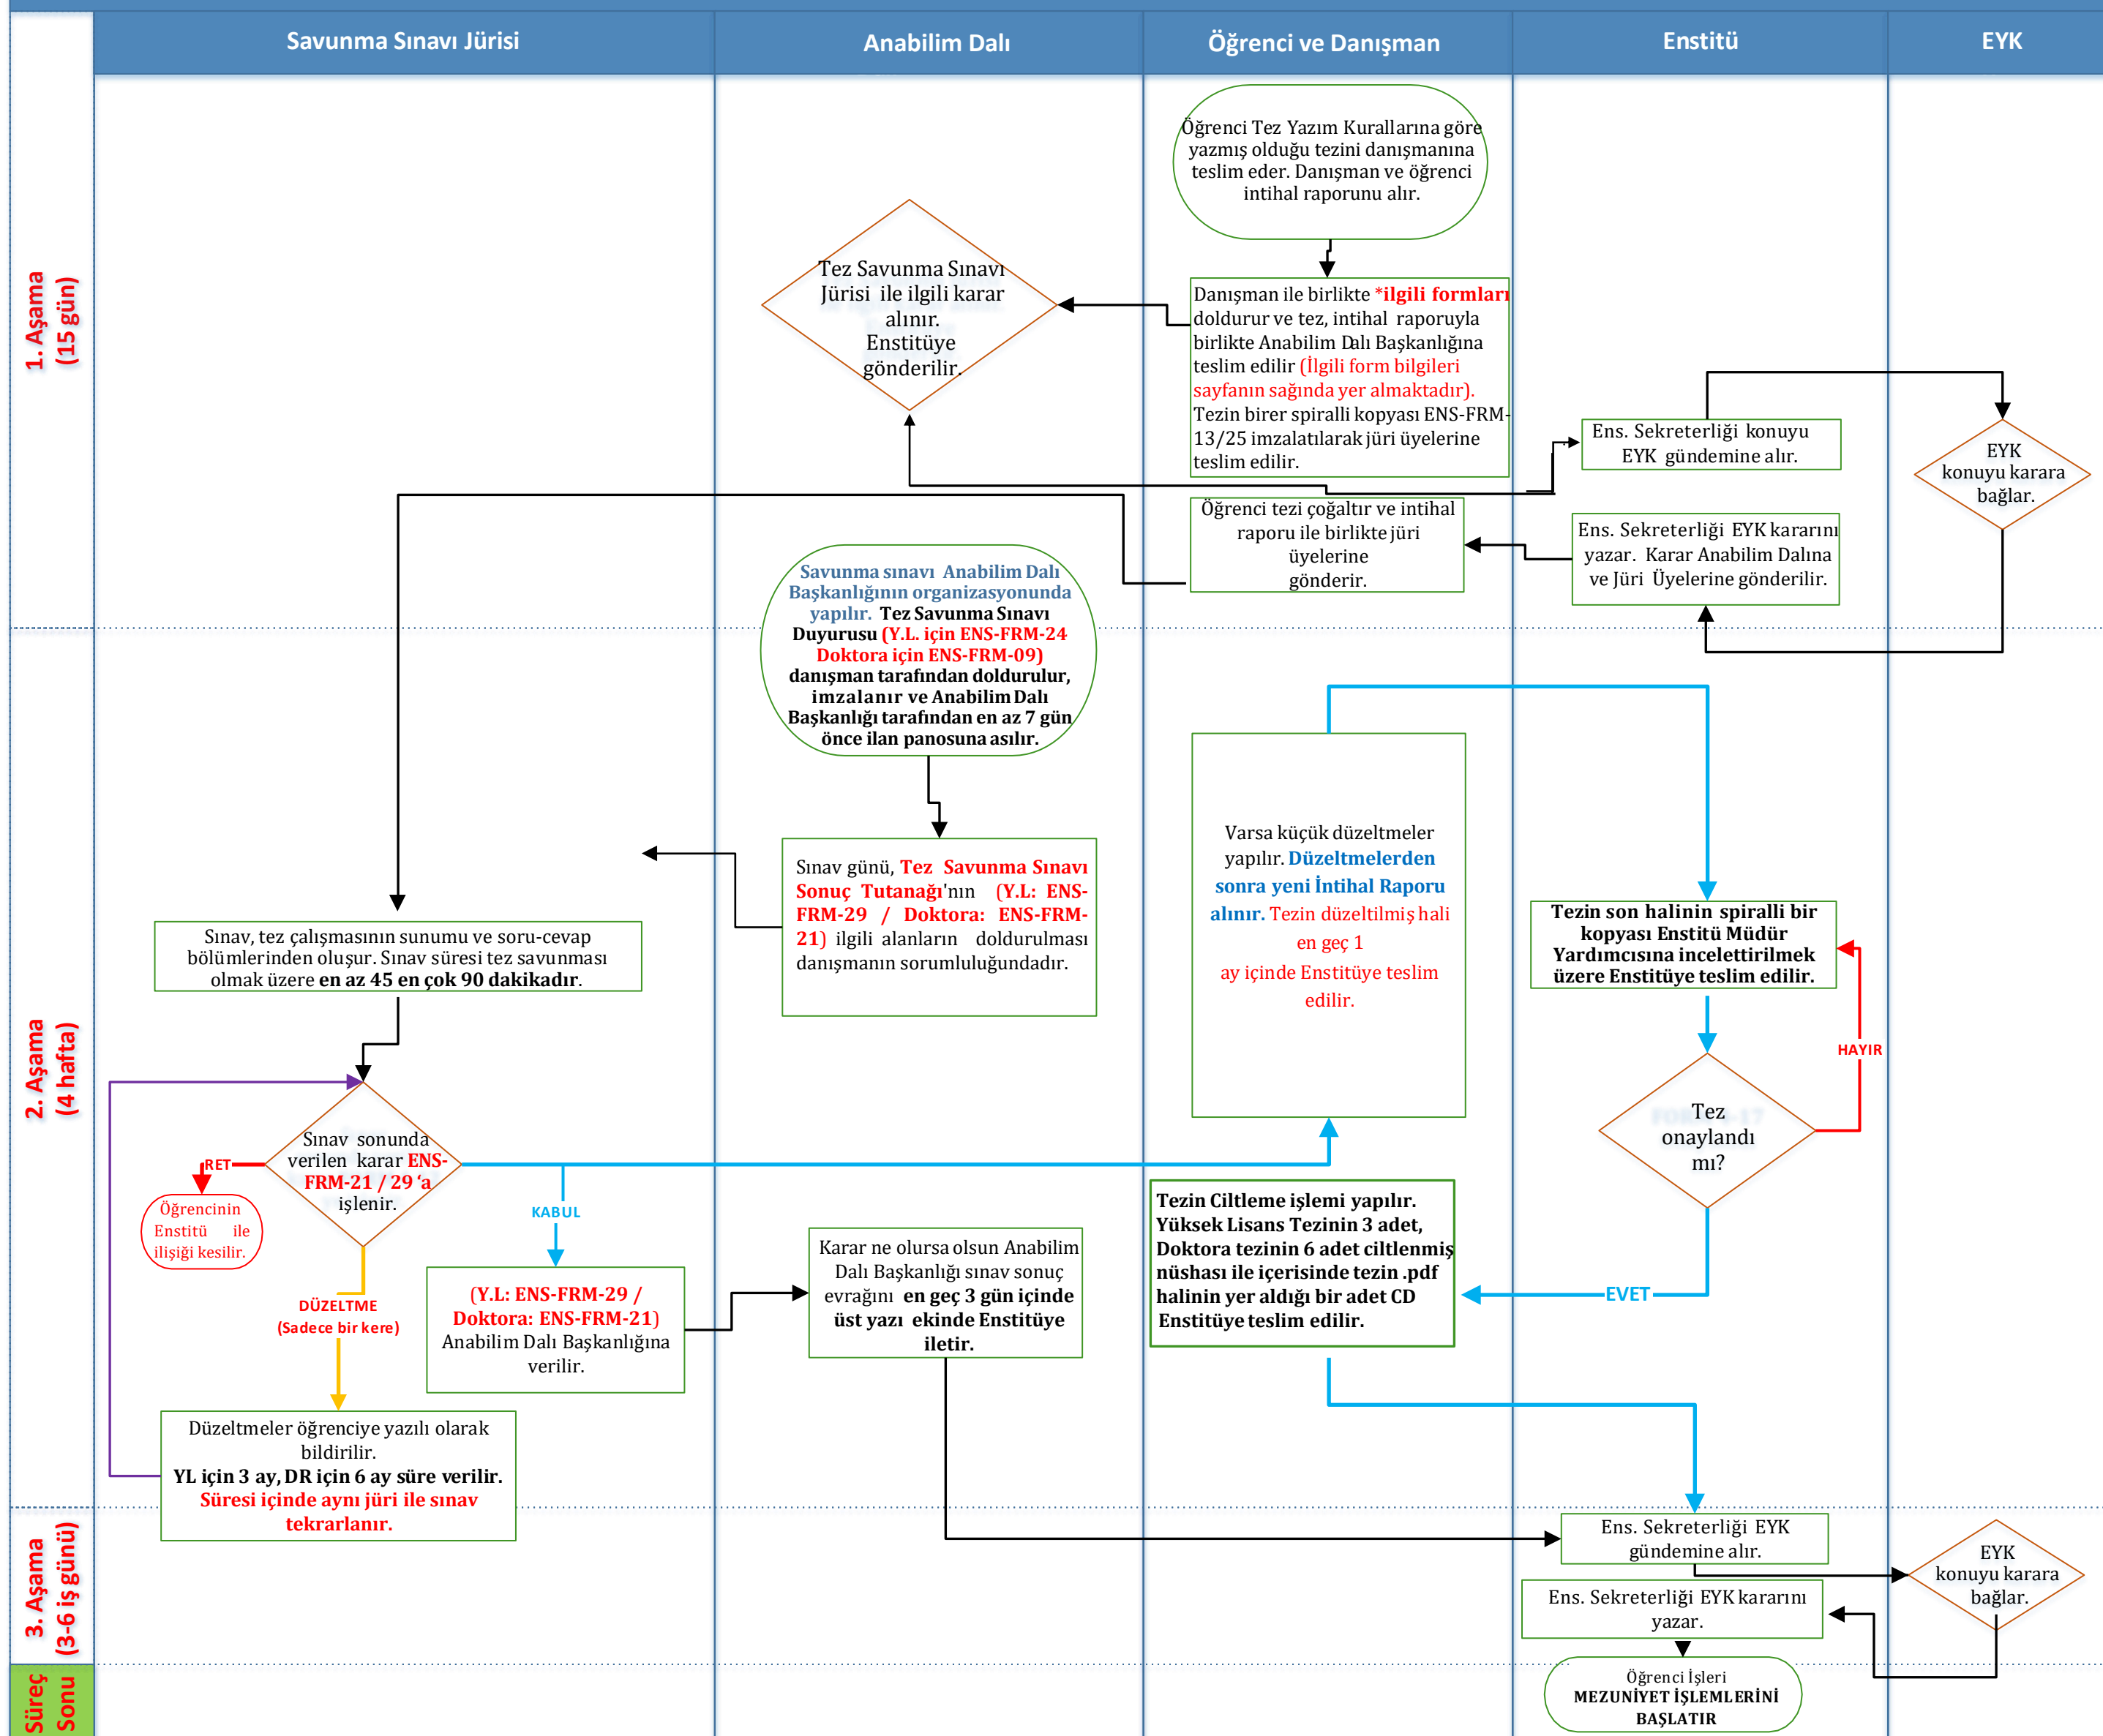 Savunma Sınavı Jürisi
Anabilim Dalı
Öğrenci ve Danışman
Enstitü
EYK
1. Aşama
(15 gün)
Öğrenci Tez Yazım Kurallarına göre
yazmış olduğu tezini danışmanına
teslim eder. Danışman ve öğrenci
intihal raporunu alır.
Tez Savunma Sınavı
Jürisi ile ilgili karar
alınır.
Enstitüye
gönderilir.
Danışman ile birlikte *ilgili formları
doldurur ve tez, intihal raporuyla
birlikte Anabilim Dalı Başkanlığına
teslim edilir (İlgili form bilgileri
sayfanın sağında yer almaktadır).
Tezin birer spiralli kopyası ENS-FRM-
13/25 imzalatılarak jüri üyelerine
teslim edilir.
Ens. Sekreterliği konuyu
EYK gündemine alır.
EYK
konuyu karara
bağlar.
Öğrenci tezi çoğaltır ve intihal
raporu ile birlikte jüri
üyelerine
gönderir.
Ens. Sekreterliği EYK kararını
yazar. Karar Anabilim Dalına
ve Jüri Üyelerine gönderilir.
Savunma sınavı Anabilim Dalı
Başkanlığının organizasyonunda
yapılır. Tez Savunma Sınavı
Duyurusu (Y.L. için ENS-FRM-24
Doktora için ENS-FRM-09)
danışman tarafından doldurulur,
imzalanır ve Anabilim Dalı
Başkanlığı tarafından en az 7 gün
önce ilan panosuna asılır.
2. Aşama
(4 hafta)
Sınav günü, Tez Savunma Sınavı
Sonuç Tutanağı'nın (Y.L: ENS-
FRM-29 / Doktora: ENS-FRM-
21) ilgili alanların doldurulması
danışmanın sorumluluğundadır.
Varsa küçük düzeltmeler
yapılır. Düzeltmelerden
sonra yeni İntihal Raporu
alınır. Tezin düzeltilmiş hali
en geç 1
ay içinde Enstitüye teslim
edilir.
Sınav, tez çalışmasının sunumu ve soru-cevap
bölümlerinden oluşur. Sınav süresi tez savunması
olmak üzere en az 45 en çok 90 dakikadır.
Tezin son halinin spiralli bir
kopyası Enstitü Müdür
Yardımcısına incelettirilmek
üzere Enstitüye teslim edilir.
HAYIR
Tez
onaylandı
mı?
Sınav sonunda
verilen karar ENS-
FRM-21 / 29 ‘a
işlenir.
RET
Öğrencinin
Enstitü ile
ilişiği kesilir.
KABUL
DÜZELTME
(Sadece bir kere)
(Y.L: ENS-FRM-29 /
Doktora: ENS-FRM-21)
Anabilim Dalı Başkanlığına
verilir.
Karar ne olursa olsun Anabilim
Dalı Başkanlığı sınav sonuç
evrağını en geç 3 gün içinde
üst yazı ekinde Enstitüye
iletir.
Tezin Ciltleme işlemi yapılır.
Yüksek Lisans Tezinin 3 adet,
Doktora tezinin 6 adet ciltlenmiş
nüshası ile içerisinde tezin .pdf
halinin yer aldığı bir adet CD
Enstitüye teslim edilir.
EVET
Düzeltmeler öğrenciye yazılı olarak
bildirilir.
YL için 3 ay, DR için 6 ay süre verilir.
Süresi içinde aynı jüri ile sınav
tekrarlanır.
3. Aşama
(3-6 iş günü)
Ens. Sekreterliği EYK
gündemine alır.
EYK
konuyu karara
bağlar.
Ens. Sekreterliği EYK kararını
yazar.
Süreç
Sonu
Öğrenci İşleri
MEZUNİYET İŞLEMLERİNİ
BAŞLATIR